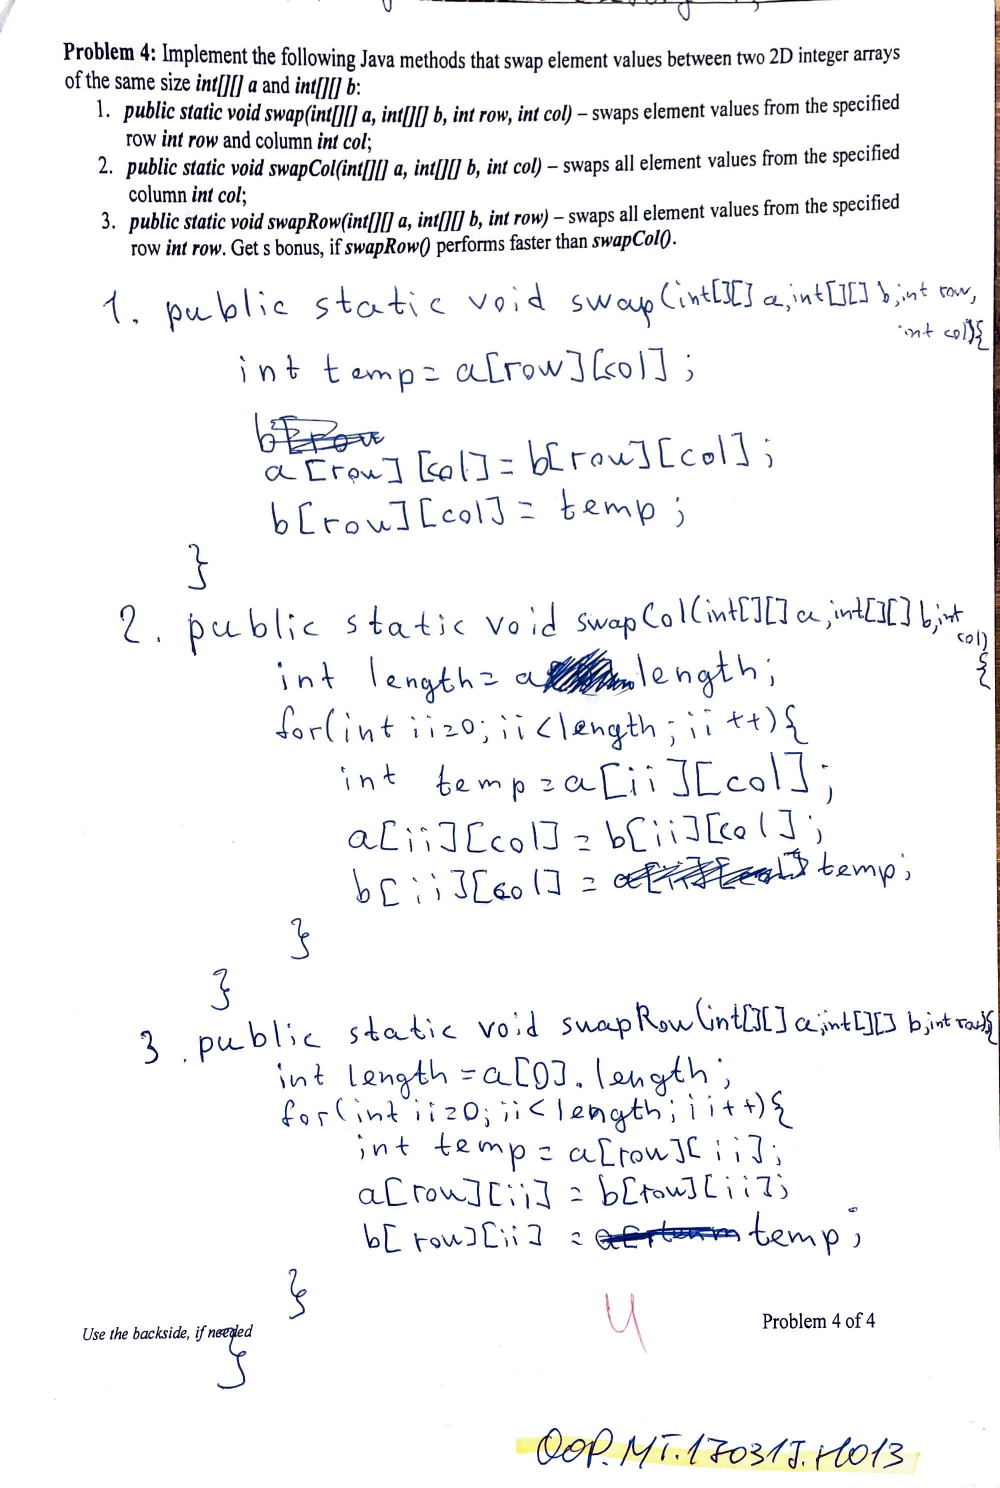 Problem 4: Implement the following Java methods that swap element values between two 2D integer arrays
of the same size int[][] a and int[][] b:
1. public static void swap(int[][] a, int[][] b, int row, int col) – swaps element values from the specified
row int row and column int col;
2. public static void swapCol(int[][] a, int[][] b, int col) – swaps all element values from the specified
column int col;
3. public static void swapRow(int[][] a, int[][] b, int row) – swaps all element values from the specified
row int row. Get s bonus, if swapRow() performs faster than swapCol().
1. public static void swap(int[][] a, int[][] b, int row,
int col){
int temp = a[row][col];
a[row][col] = b[row][col];
b[row][col] = temp;
}
2. public static void swapCol(int[][] a, int[][] b, int
col)
{
int length = a.length;
for(int ii=0; ii<length; ii++){
int temp = a[ii][col];
a[ii][col] = b[ii][col];
b[ii][col] = temp;
}
}
3. public static void swapRow(int[][] a, int[][] b, int row){
int length = a[0].length;
for(int ii=0; ii<length; ii++){
int temp = a[row][ii];
a[row][ii] = b[row][ii];
b[row][ii] = temp;
}
4
Problem 4 of 4
Use the backside, if needed
}
OOP.MT.170317.H013